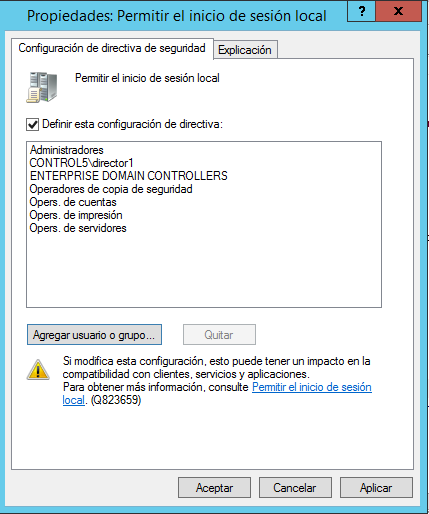 Propiedades: Permitir el inicio de sesión local
?
x
Configuración de directiva de seguridad
Explicación
Permitir el inicio de sesión local
Definir esta configuración de directiva:
Administradores
CONTROL5\director1
ENTERPRISE DOMAIN CONTROLLERS
Operadores de copia de seguridad
Opers. de cuentas
Opers. de impresión
Opers. de servidores
Agregar usuario o grupo...
Quitar
Si modifica esta configuración, esto puede tener un impacto en la
compatibilidad con clientes, servicios y aplicaciones.
Para obtener más información, consulte Permitir el inicio de sesión
local. (Q823659)
Aceptar
Cancelar
Aplicar